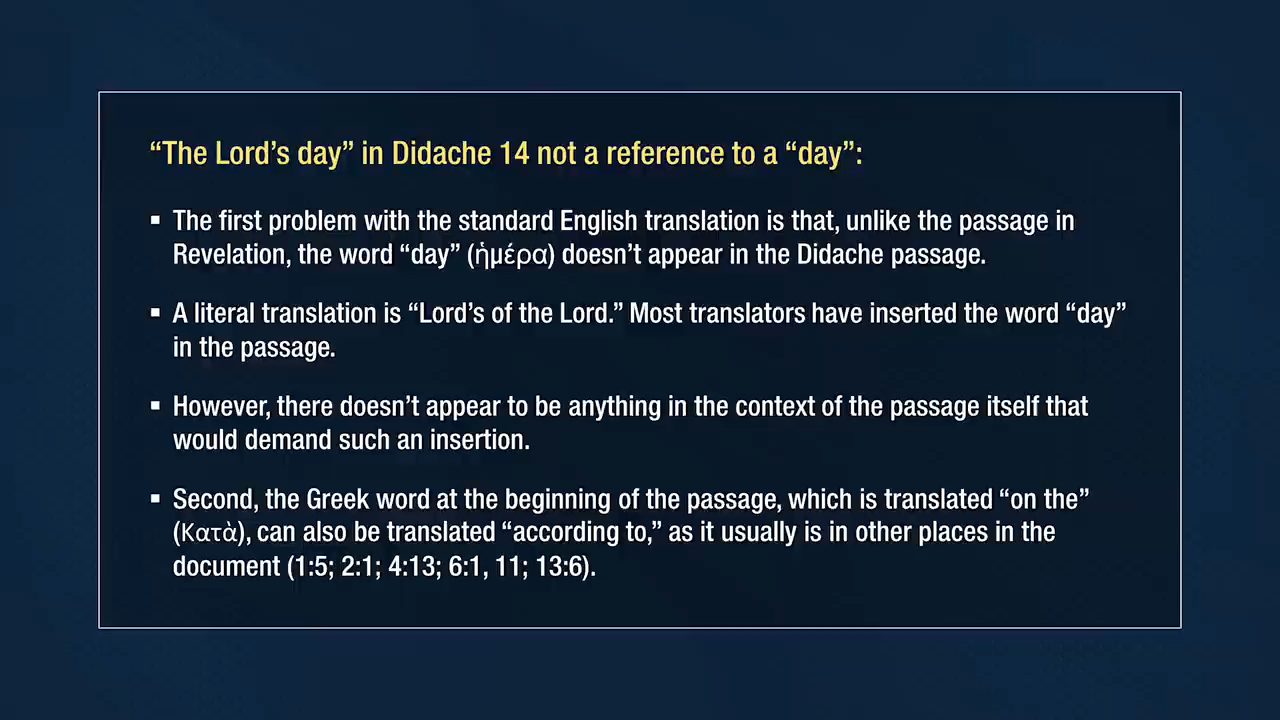 “The Lord’s day” in Didache 14 not a reference to a “day”:
▪ The first problem with the standard English translation is that, unlike the passage in
Revelation, the word “day” (ἡμέρα) doesn’t appear in the Didache passage.
▪ A literal translation is “Lord’s of the Lord.” Most translators have inserted the word “day”
in the passage.
▪ However, there doesn’t appear to be anything in the context of the passage itself that
would demand such an insertion.
▪ Second, the Greek word at the beginning of the passage, which is translated “on the”
(Κατὰ), can also be translated “according to,” as it usually is in other places in the
document (1:5; 2:1; 4:13; 6:1, 11; 13:6).